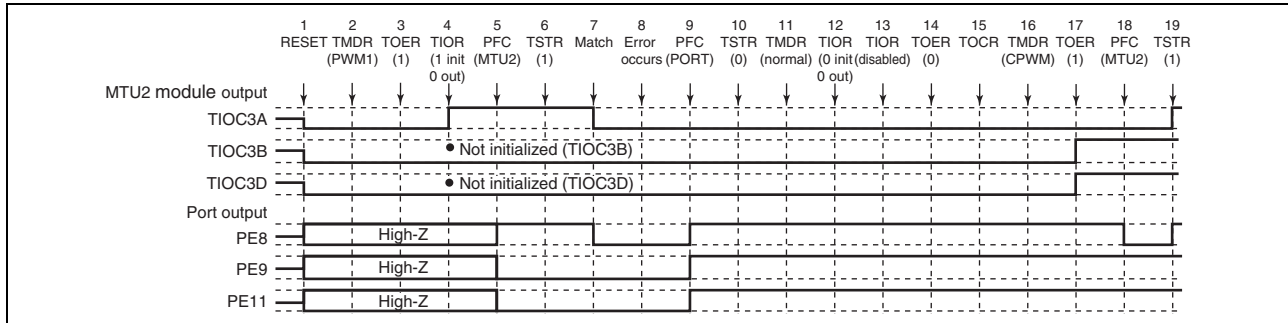 1 2 3 4 5 6 7 8 9 10 11 12 13 14 15 16 17 18 19
RESET TMDR TOER TIOR PFC TSTR Match Error PFC TSTR TMDR TIOR TIOR TOER TOCR TMDR TOER PFC TSTR
(PWM1) (1) (1 init (MTU2) (1) occurs (PORT) (0) (normal) (0 init (disabled) (0) (CPWM) (1) (MTU2) (1)
0 out) 0 out)
MTU2 module output
TIOC3A
TIOC3B • Not initialized (TIOC3B)
TIOC3D • Not initialized (TIOC3D)
Port output
PE8 High-Z
PE9 High-Z
PE11 High-Z